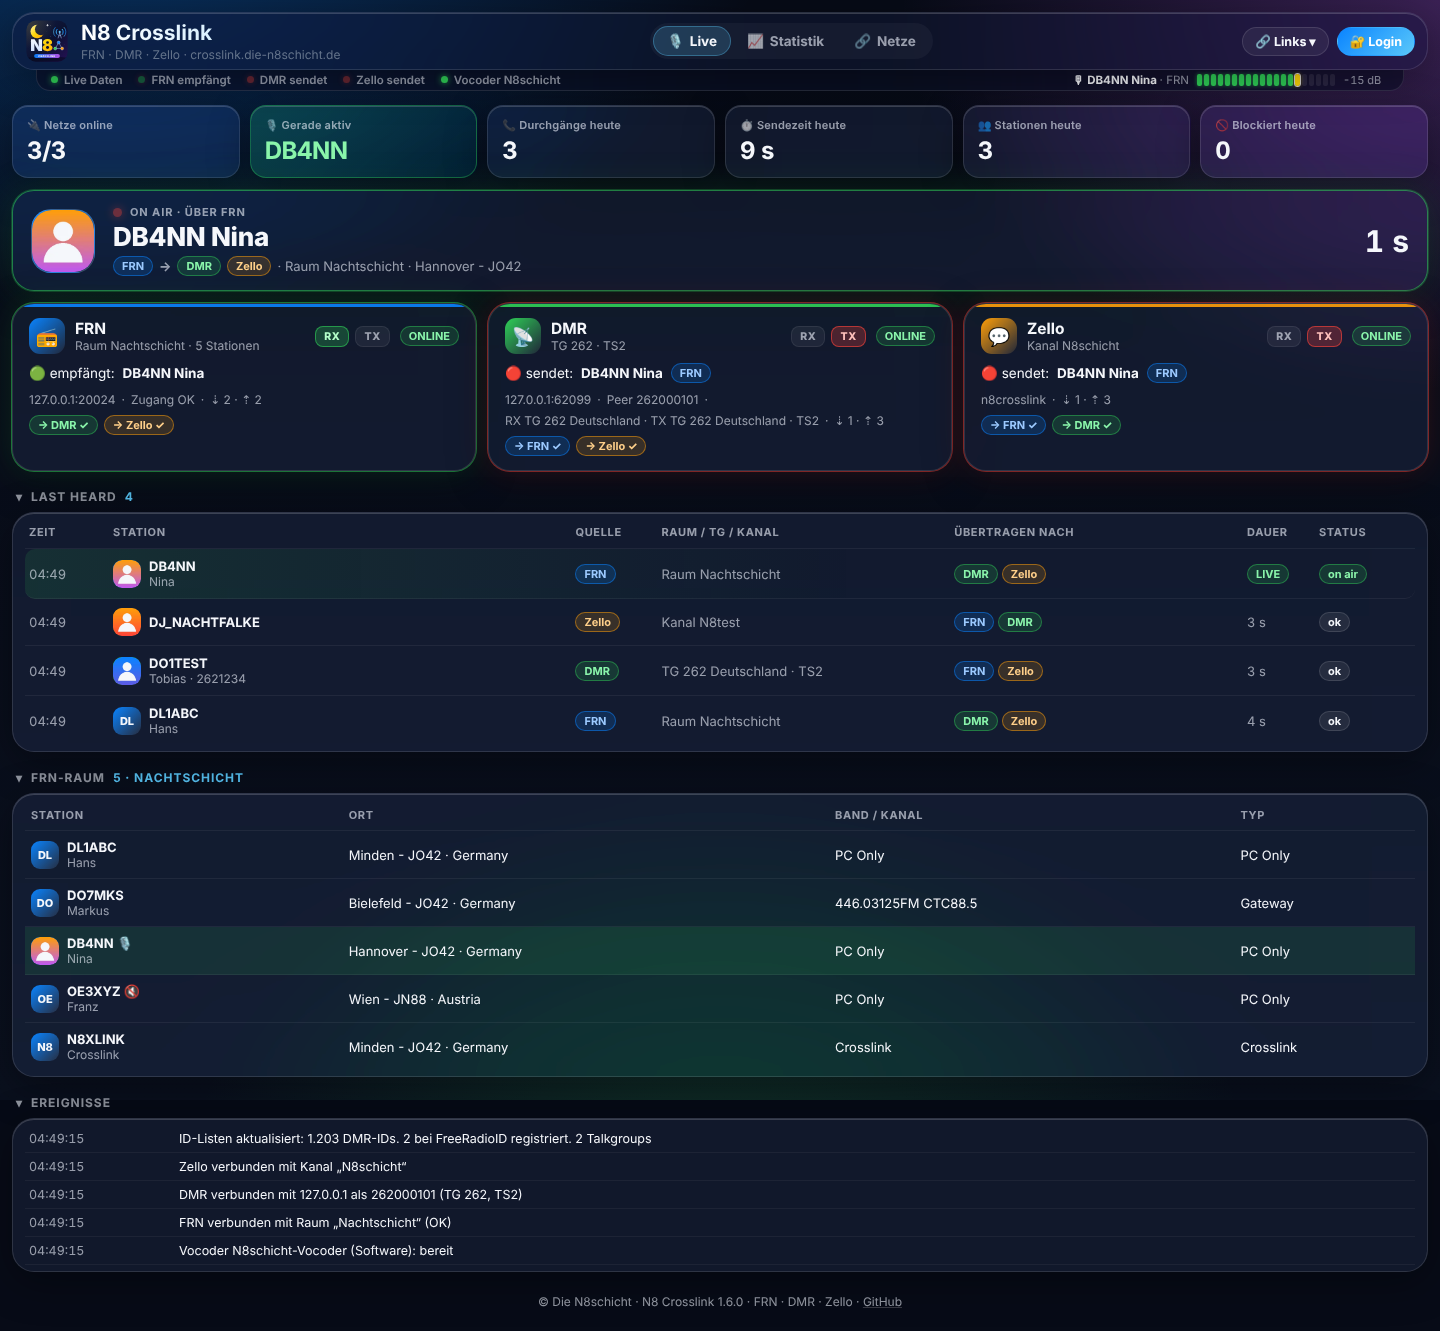 N8 Crosslink
FRN · DMR · Zello · crosslink.die-n8schicht.de
Live Statistik Netze
Links ▾ Login
Live Daten FRN empfängt DMR sendet Zello sendet Vocoder N8schicht
DB4NN Nina · FRN -15 dB
Netze online
3/3
Gerade aktiv
DB4NN
Durchgänge heute
3
Sendezeit heute
9 s
Stationen heute
3
Blockiert heute
0
ON AIR · ÜBER FRN
DB4NN Nina
FRN → DMR Zello · Raum Nachtschicht · Hannover - JO42
1 s
FRN
Raum Nachtschicht · 5 Stationen
RX TX ONLINE
empfängt: DB4NN Nina
127.0.0.1:20024 · Zugang OK · ↓ 2 · ↑ 2
→ DMR ✓ → Zello ✓
DMR
TG 262 · TS2
RX TX ONLINE
sendet: DB4NN Nina FRN
127.0.0.1:62099 · Peer 262000101 ·
RX TG 262 Deutschland · TX TG 262 Deutschland · TS2 · ↓ 1 · ↑ 3
→ FRN ✓ → Zello ✓
Zello
Kanal N8schicht
RX TX ONLINE
sendet: DB4NN Nina FRN
n8crosslink · ↓ 1 · ↑ 3
→ FRN ✓ → DMR ✓
▾ LAST HEARD 4
ZEIT STATION QUELLE RAUM / TG / KANAL ÜBERTRAGEN NACH DAUER STATUS
04:49 DB4NN FRN Raum Nachtschicht DMR Zello LIVE on air
Nina
04:49 DJ_NACHTFALKE Zello Kanal N8test FRN DMR 3 s ok
04:49 DO1TEST DMR TG 262 Deutschland · TS2 FRN Zello 3 s ok
Tobias · 2621234
04:49 DL DL1ABC FRN Raum Nachtschicht DMR Zello 4 s ok
Hans
▾ FRN-RAUM 5 · NACHTSCHICHT
STATION ORT BAND / KANAL TYP
DL DL1ABC Minden - JO42 · Germany PC Only PC Only
Hans
DO DO7MKS Bielefeld - JO42 · Germany 446.03125FM CTC88.5 Gateway
Markus
DB4NN Hannover - JO42 · Germany PC Only PC Only
Nina
OE OE3XYZ Wien - JN88 · Austria PC Only PC Only
Franz
N8 N8XLINK Minden - JO42 · Germany Crosslink Crosslink
Crosslink
▾ EREIGNISSE
04:49:15 ID-Listen aktualisiert: 1.203 DMR-IDs. 2 bei FreeRadioID registriert. 2 Talkgroups
04:49:15 Zello verbunden mit Kanal „N8schicht“
04:49:15 DMR verbunden mit 127.0.0.1 als 262000101 (TG 262, TS2)
04:49:15 FRN verbunden mit Raum „Nachtschicht“ (OK)
04:49:15 Vocoder N8schicht-Vocoder (Software): bereit
© Die N8schicht · N8 Crosslink 1.6.0 · FRN · DMR · Zello · GitHub